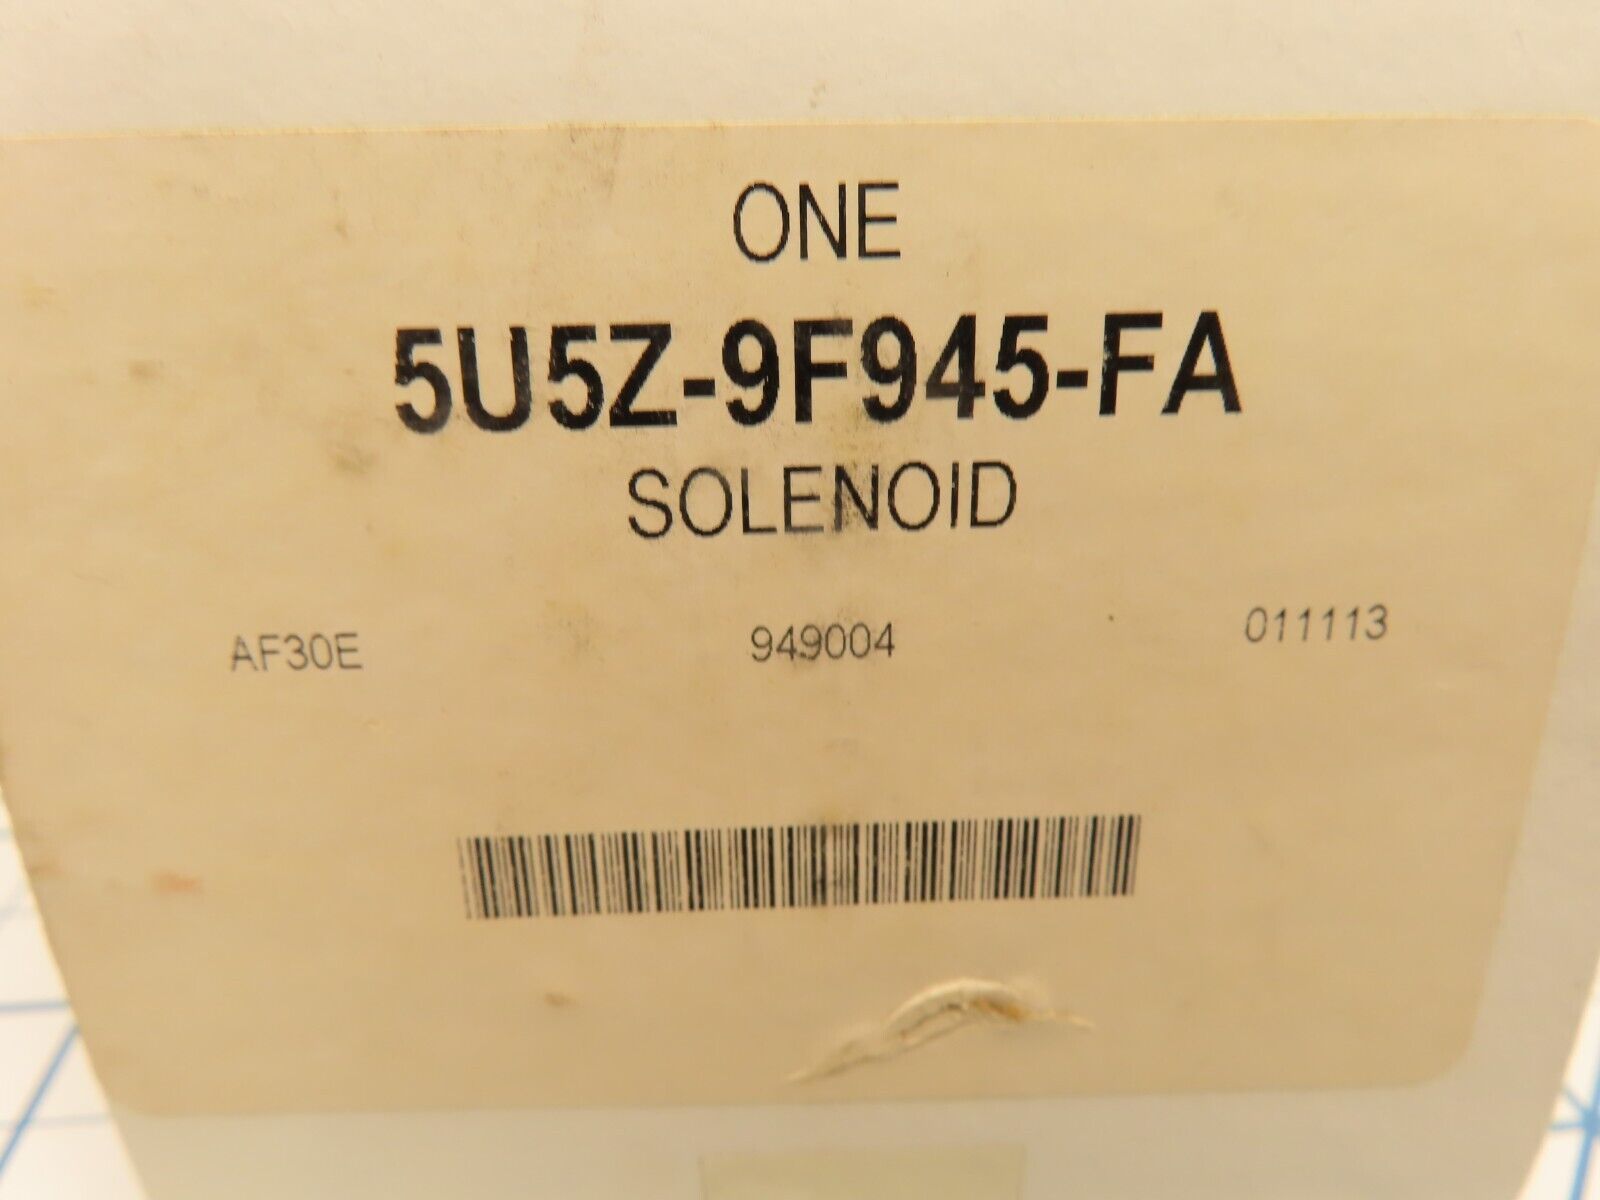 ONE
5U5Z-9F945-FA
SOLENOID
AF30E 949004 011113